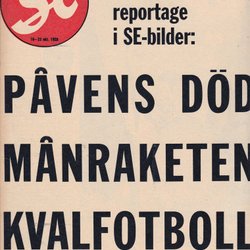 Se
reportage
i SE-bilder:
PÅVENS DÖD
MÅNRAKETEN
KVALFOTBOLL